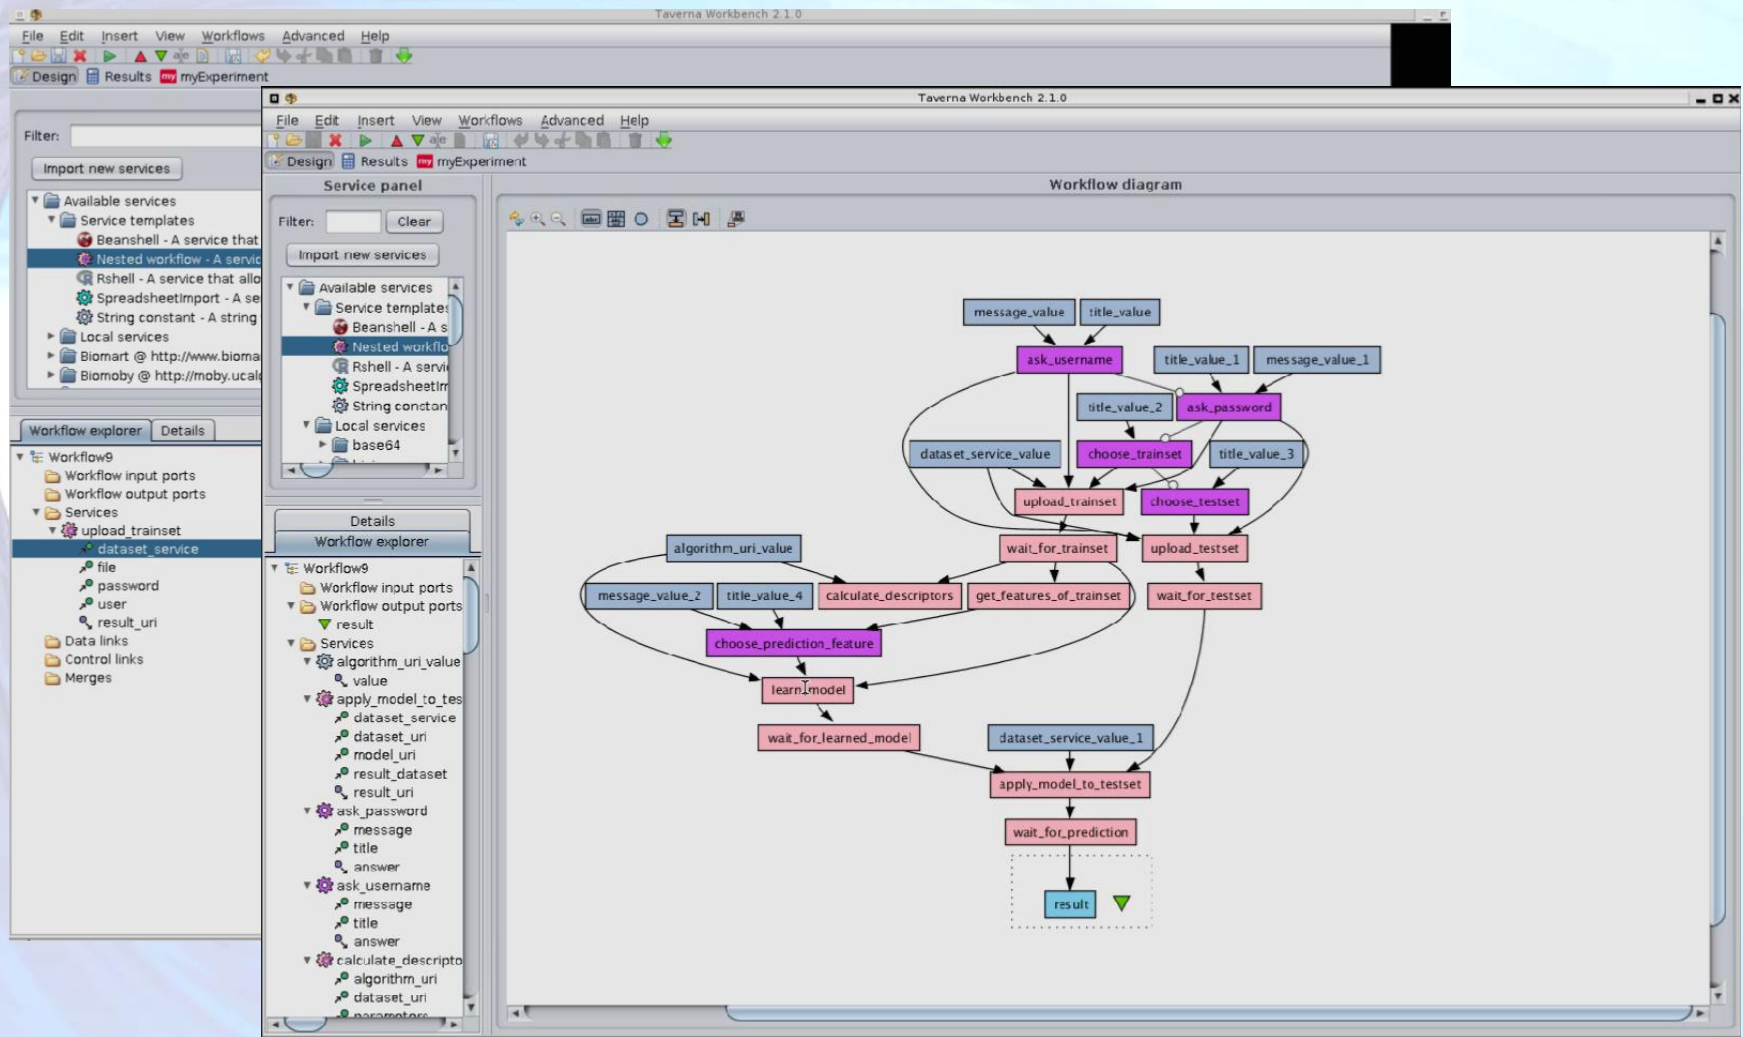 Taverna Workbench 2.1.0
File Edit Insert View Workflows Advanced Help
Design Results my myExperiment
Filter:
Import new services
Available services
Service templates
Beanshell - A service that
Nested workflow - A servic
Rshell - A service that allo
SpreadsheetImport - A se
String constant - A string
Local services
Biomart @ http://www.bioma
Biomoby @ http://moby.ucalg
Workflow explorer Details
Workflow9
Workflow input ports
Workflow output ports
Services
upload_trainset
dataset_service
file
password
user
result_uri
Data links
Control links
Merges
Taverna Workbench 2.1.0
File Edit Insert View Workflows Advanced Help
Design Results my myExperiment
Service panel
Filter: Clear
Import new services
Available services
Service templates
Beanshell - A s
Nested workflo
Rshell - A servi
SpreadsheetIm
String constan
Local services
base64
Details
Workflow explorer
Workflow9
Workflow input ports
Workflow output ports
result
Services
algorithm_uri_value
value
apply_model_to_tes
dataset_service
dataset_uri
model_uri
result_dataset
result_uri
ask_password
message
title
answer
ask_username
message
title
answer
calculate_descripto
algorithm_uri
dataset_uri
parameters
Workflow diagram
message_value title_value
ask_username title_value_1 message_value_1
title_value_2 ask_password
dataset_service_value choose_trainset title_value_3
upload_trainset choose_testset
algorithm_uri_value wait_for_trainset upload_testset
message_value_2 title_value_4 calculate_descriptors get_features_of_trainset wait_for_testset
choose_prediction_feature
learn_model
wait_for_learned_model dataset_service_value_1
apply_model_to_testset
wait_for_prediction
result